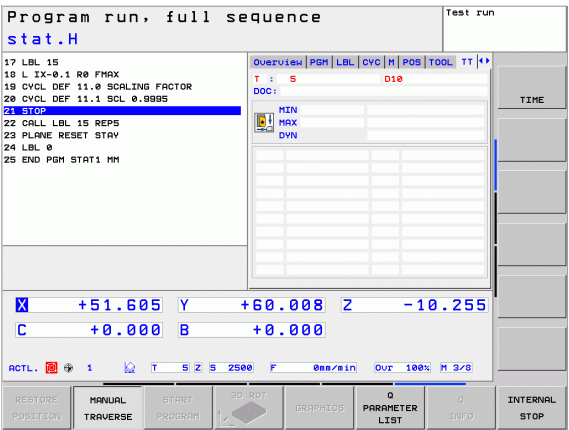 Program run, full sequence
Test run
stat.H
17 LBL 15
18 L IX-0.1 R0 FMAX
19 CYCL DEF 11.0 SCALING FACTOR
20 CYCL DEF 11.1 SCL 0.9995
21 STOP
22 CALL LBL 15 REP5
23 PLANE RESET STAY
24 LBL 0
25 END PGM STAT1 MM
Overview PGM LBL CYC M POS TOOL TT
T : 5 D10
DOC:
MIN
MAX
DYN
TIME
X +51.605 Y +60.008 Z -10.255
C +0.000 B +0.000
ACTL. 1 T 5 Z S 2500 F 0mm/min Ovr 100% M 3/8
RESTORE POSITION
MANUAL TRAVERSE
START PROGRAM
3D ROT
GRAPHICS
Q PARAMETER LIST
Q INFO
INTERNAL STOP